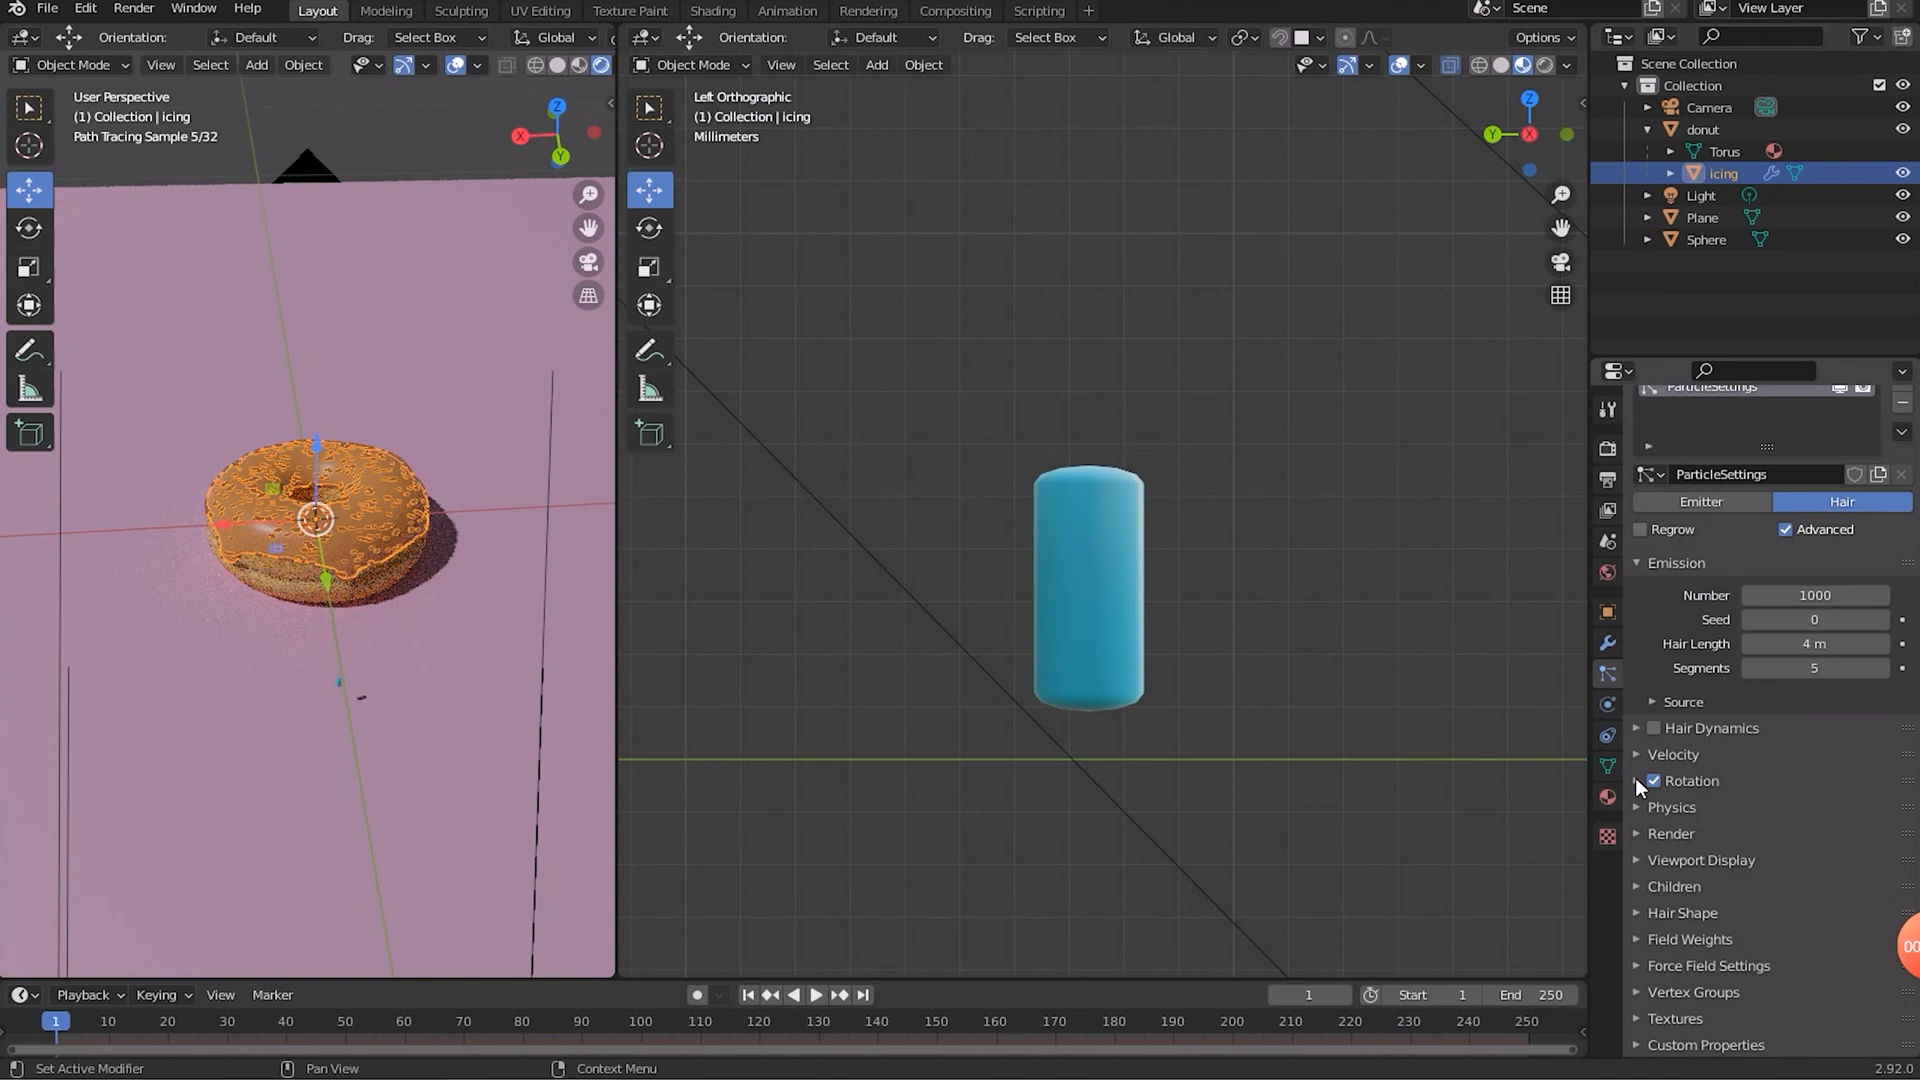 File Edit Render Window Help Layout Modeling Sculpting UV Editing Texture Paint Shading Animation Rendering Compositing Scripting + Scene View Layer
Orientation: Default Drag: Select Box Global
Orientation: Default Drag: Select Box Global Options
Object Mode View Select Add Object
Object Mode View Select Add Object
User Perspective
(1) Collection | icing
Path Tracing Sample 5/32
Z
X
Y
Left Orthographic
(1) Collection | icing
Millimeters
Z
Y
X
Scene Collection
Collection
Camera
donut
Torus
icing
Light
Plane
Sphere
ParticleSettings
ParticleSettings
Emitter Hair
Regrow Advanced
Emission
Number 1000
Seed 0
Hair Length 4 m
Segments 5
Source
Hair Dynamics
Velocity
Rotation
Physics
Render
Viewport Display
Children
Hair Shape
Field Weights
Force Field Settings
Vertex Groups
Textures
Custom Properties
00
Playback Keying View Marker 1 Start 1 End 250
1 10 20 30 40 50 60 70 80 90 100 110 120 130 140 150 160 170 180 190 200 210 220 230 240 250
Set Active Modifier Pan View Context Menu 2.92.0